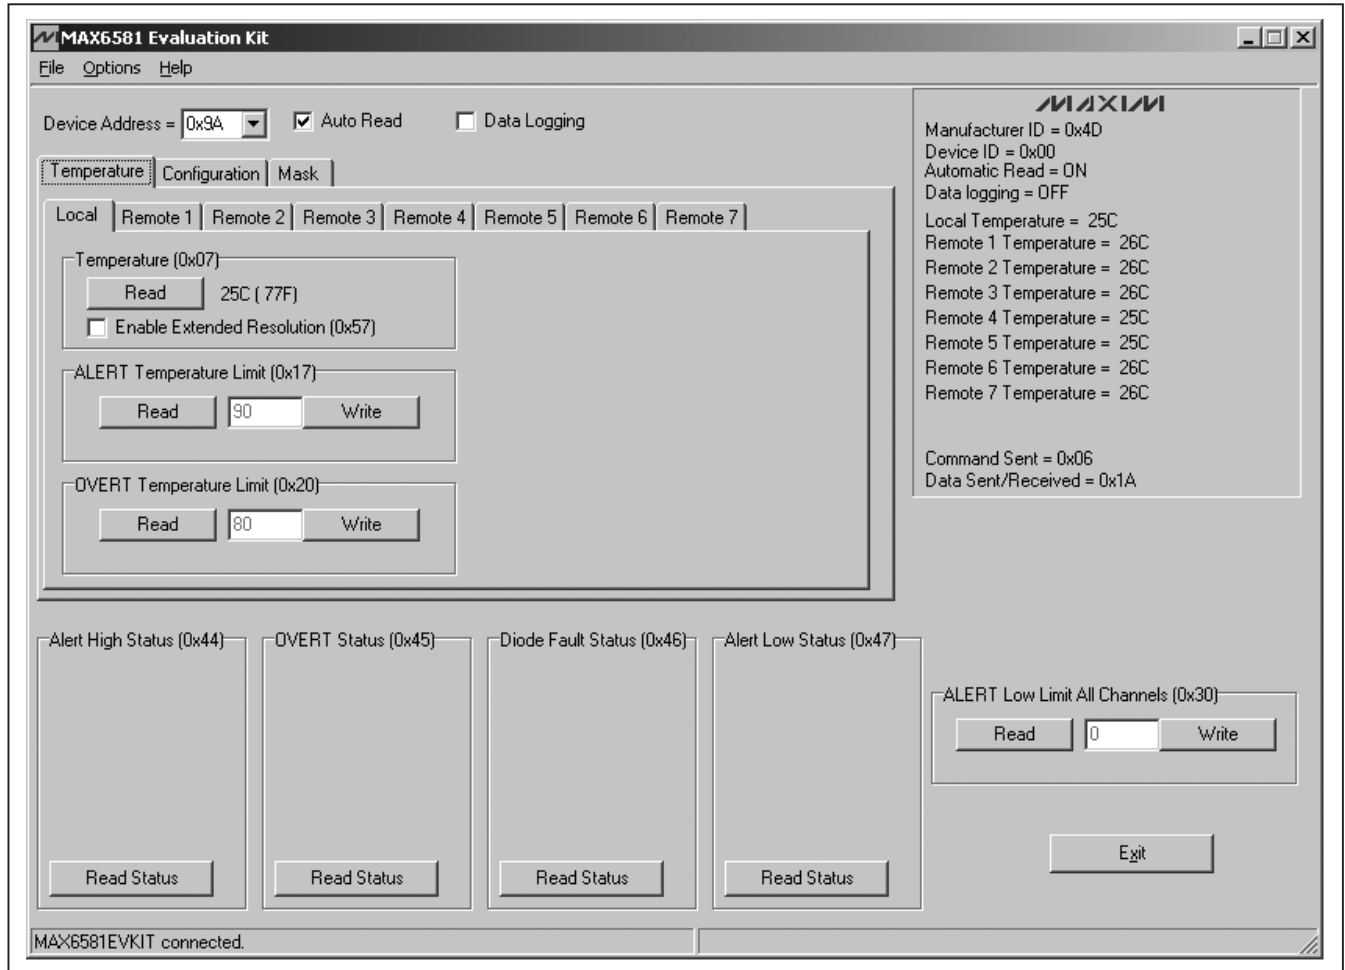 MAX6581 Evaluation Kit
File Options Help
Device Address = 0x9A Auto Read Data Logging
Temperature Configuration Mask
Local Remote 1 Remote 2 Remote 3 Remote 4 Remote 5 Remote 6 Remote 7
Temperature (0x07)
Read 25C ( 77F)
Enable Extended Resolution (0x57)
ALERT Temperature Limit (0x17)
Read 90 Write
OVERT Temperature Limit (0x20)
Read 80 Write
MAXIM
Manufacturer ID = 0x4D
Device ID = 0x00
Automatic Read = ON
Data logging = OFF
Local Temperature = 25C
Remote 1 Temperature = 26C
Remote 2 Temperature = 26C
Remote 3 Temperature = 26C
Remote 4 Temperature = 25C
Remote 5 Temperature = 25C
Remote 6 Temperature = 26C
Remote 7 Temperature = 26C
Command Sent = 0x06
Data Sent/Received = 0x1A
Alert High Status (0x44)
Read Status
OVERT Status (0x45)
Read Status
Diode Fault Status (0x46)
Read Status
Alert Low Status (0x47)
Read Status
ALERT Low Limit All Channels (0x30)
Read 0 Write
Exit
MAX6581EVKIT connected.